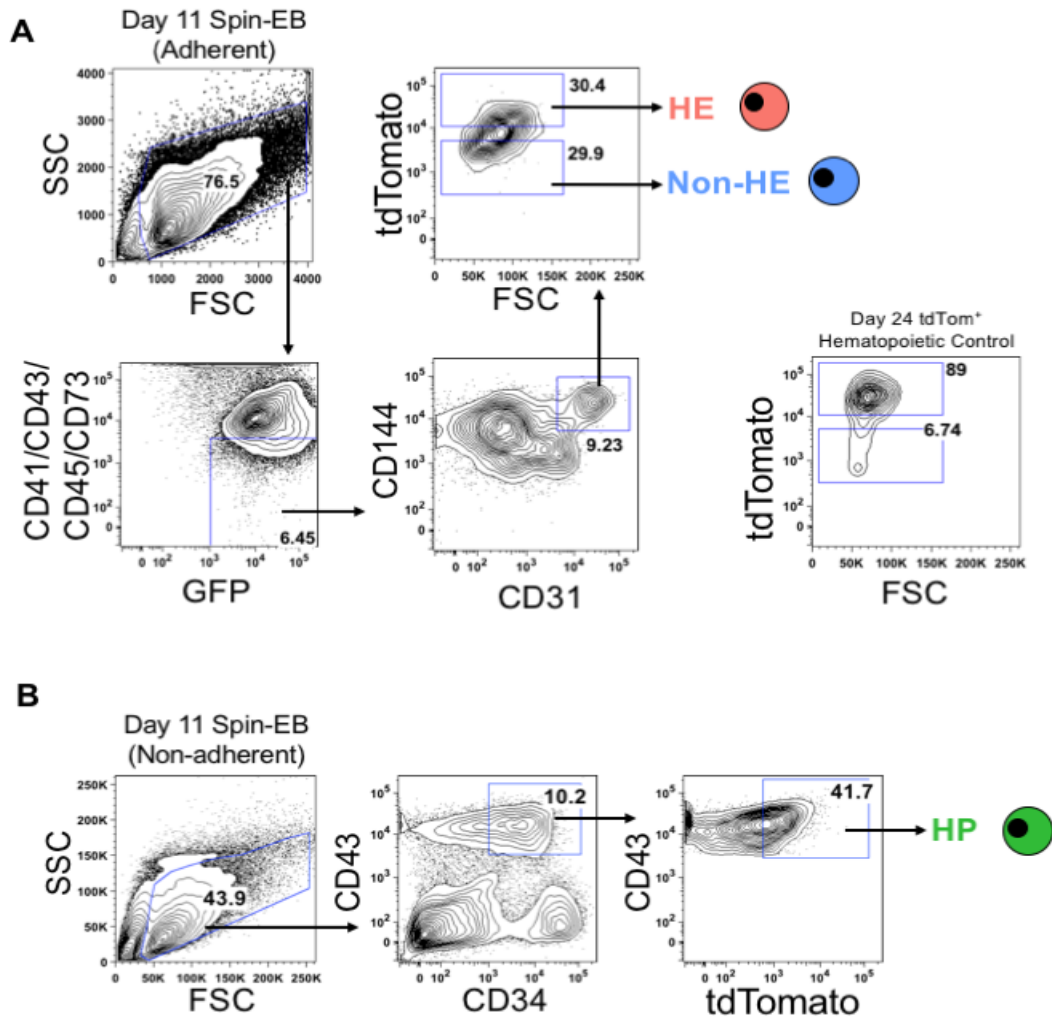 A
Day 11 Spin-EB
(Adherent)
4000
3000
2000
1000
0
SSC
76.5
0 1000 2000 3000 4000
FSC
10⁵
10⁴
10³
10²
0
tdTomato
30.4
29.9
50K 100K 150K 200K 250K
FSC
HE
Non-HE
CD41/CD43/
CD45/CD73
10⁵
10⁴
10³
10²
0
6.45
0 10² 10³ 10⁴ 10⁵
GFP
CD144
10⁵
10⁴
10³
10²
0
9.23
0 10² 10³ 10⁴ 10⁵
CD31
Day 24 tdTom⁺
Hematopoietic Control
tdTomato
10⁵
10⁴
10³
10²
0
89
6.74
50K 100K 150K 200K 250K
FSC
B
Day 11 Spin-EB
(Non-adherent)
SSC
250K
200K
150K
100K
50K
0
43.9
0 50K 100K 150K 200K 250K
FSC
CD43
10⁵
10⁴
10³
10²
0
10.2
0 10² 10³ 10⁴ 10⁵
CD34
CD43
10⁵
10⁴
10³
10²
0
41.7
10² 10³ 10⁴ 10⁵
tdTomato
HP